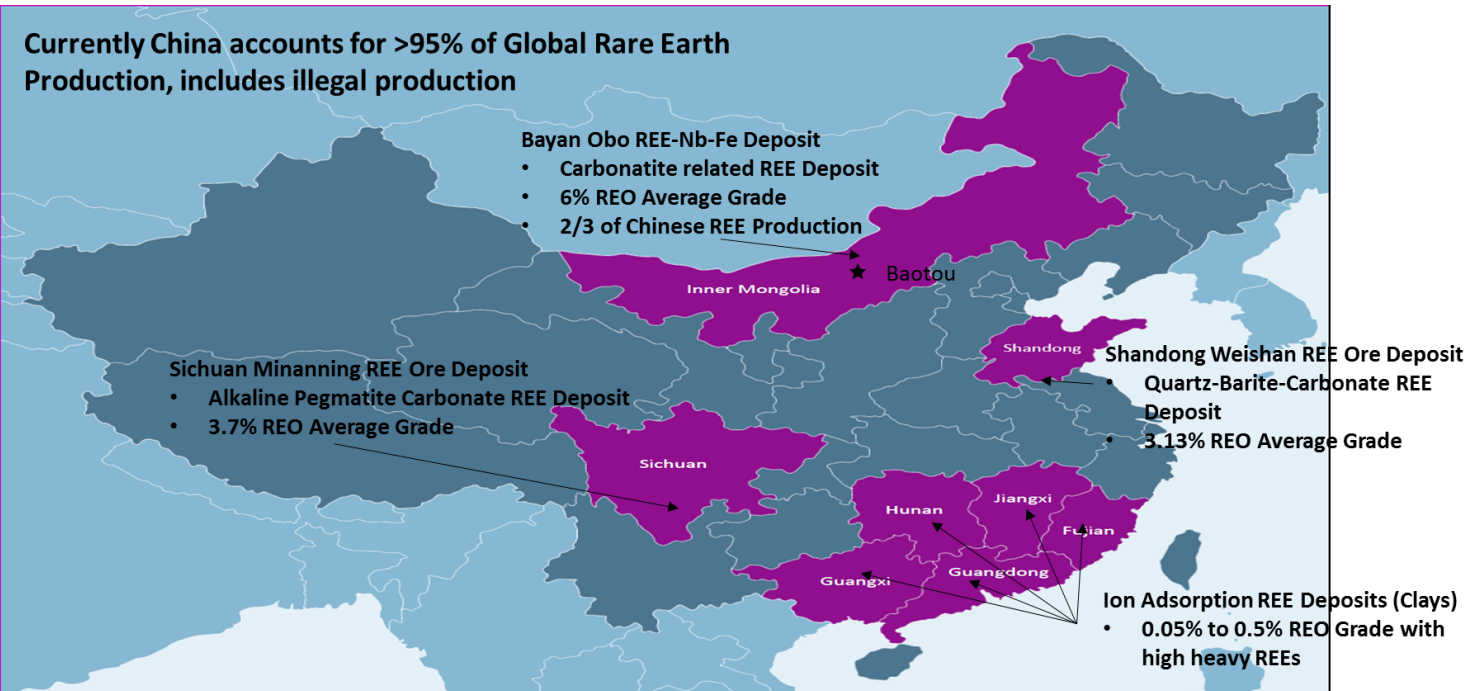 Currently China accounts for >95% of Global Rare Earth
Production, includes illegal production
Bayan Obo REE-Nb-Fe Deposit
• Carbonatite related REE Deposit
• 6% REO Average Grade
• 2/3 of Chinese REE Production
Baotou
Inner Mongolia
Shandong
Shandong Weishan REE Ore Deposit
• Quartz-Barite-Carbonate REE
Deposit
• 3.13% REO Average Grade
Sichuan Minanning REE Ore Deposit
• Alkaline Pegmatite Carbonate REE Deposit
• 3.7% REO Average Grade
Sichuan
Hunan
Jiangxi
Fujian
Guangxi
Guangdong
Ion Adsorption REE Deposits (Clays)
• 0.05% to 0.5% REO Grade with
high heavy REEs